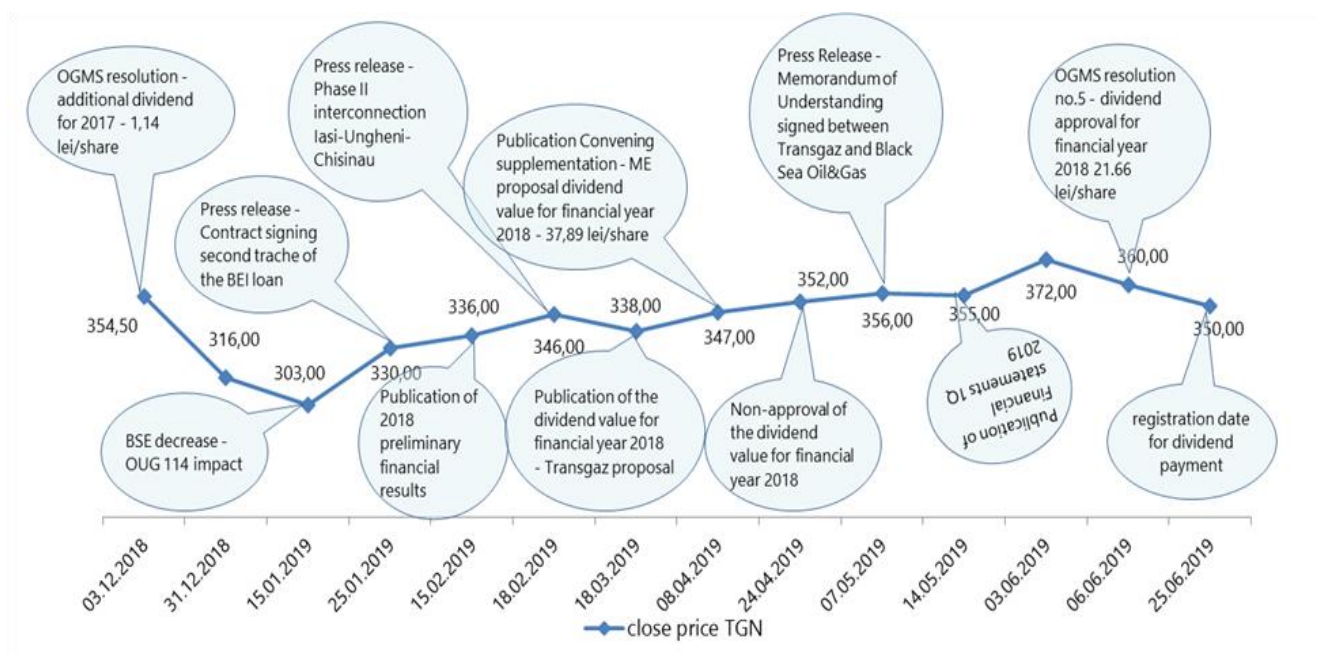 OGMS resolution -
additional dividend
for 2017 - 1,14
lei/share
Press release -
Contract signing
second trache of
the BEI loan
Press release -
Phase II
interconnection
Iasi-Ungheni-
Chisinau
Publication Convening
supplementation - ME
proposal dividend
value for financial year
2018 - 37,89 lei/share
Press Release -
Memorandum of
Understanding
signed between
Transgaz and Black
Sea Oil&Gas
OGMS resolution
no.5 - dividend
approval for
financial year
2018 21.66
lei/share
354,50
316,00
303,00
330,00
336,00
346,00
338,00
347,00
352,00
356,00
355,00
372,00
360,00
350,00
BSE decrease -
OUG 114 impact
Publication of
2018
preliminary
financial
results
Publication of the
dividend value for
financial year 2018
- Transgaz proposal
Non-approval of
the dividend
value for financial
year 2018
Publication of
Financial
statements 1Q
2019
registration date
for dividend
payment
03.12.2018
31.12.2018
15.01.2019
25.01.2019
15.02.2019
18.02.2019
18.03.2019
08.04.2019
24.04.2019
07.05.2019
14.05.2019
03.06.2019
06.06.2019
25.06.2019
close price TGN